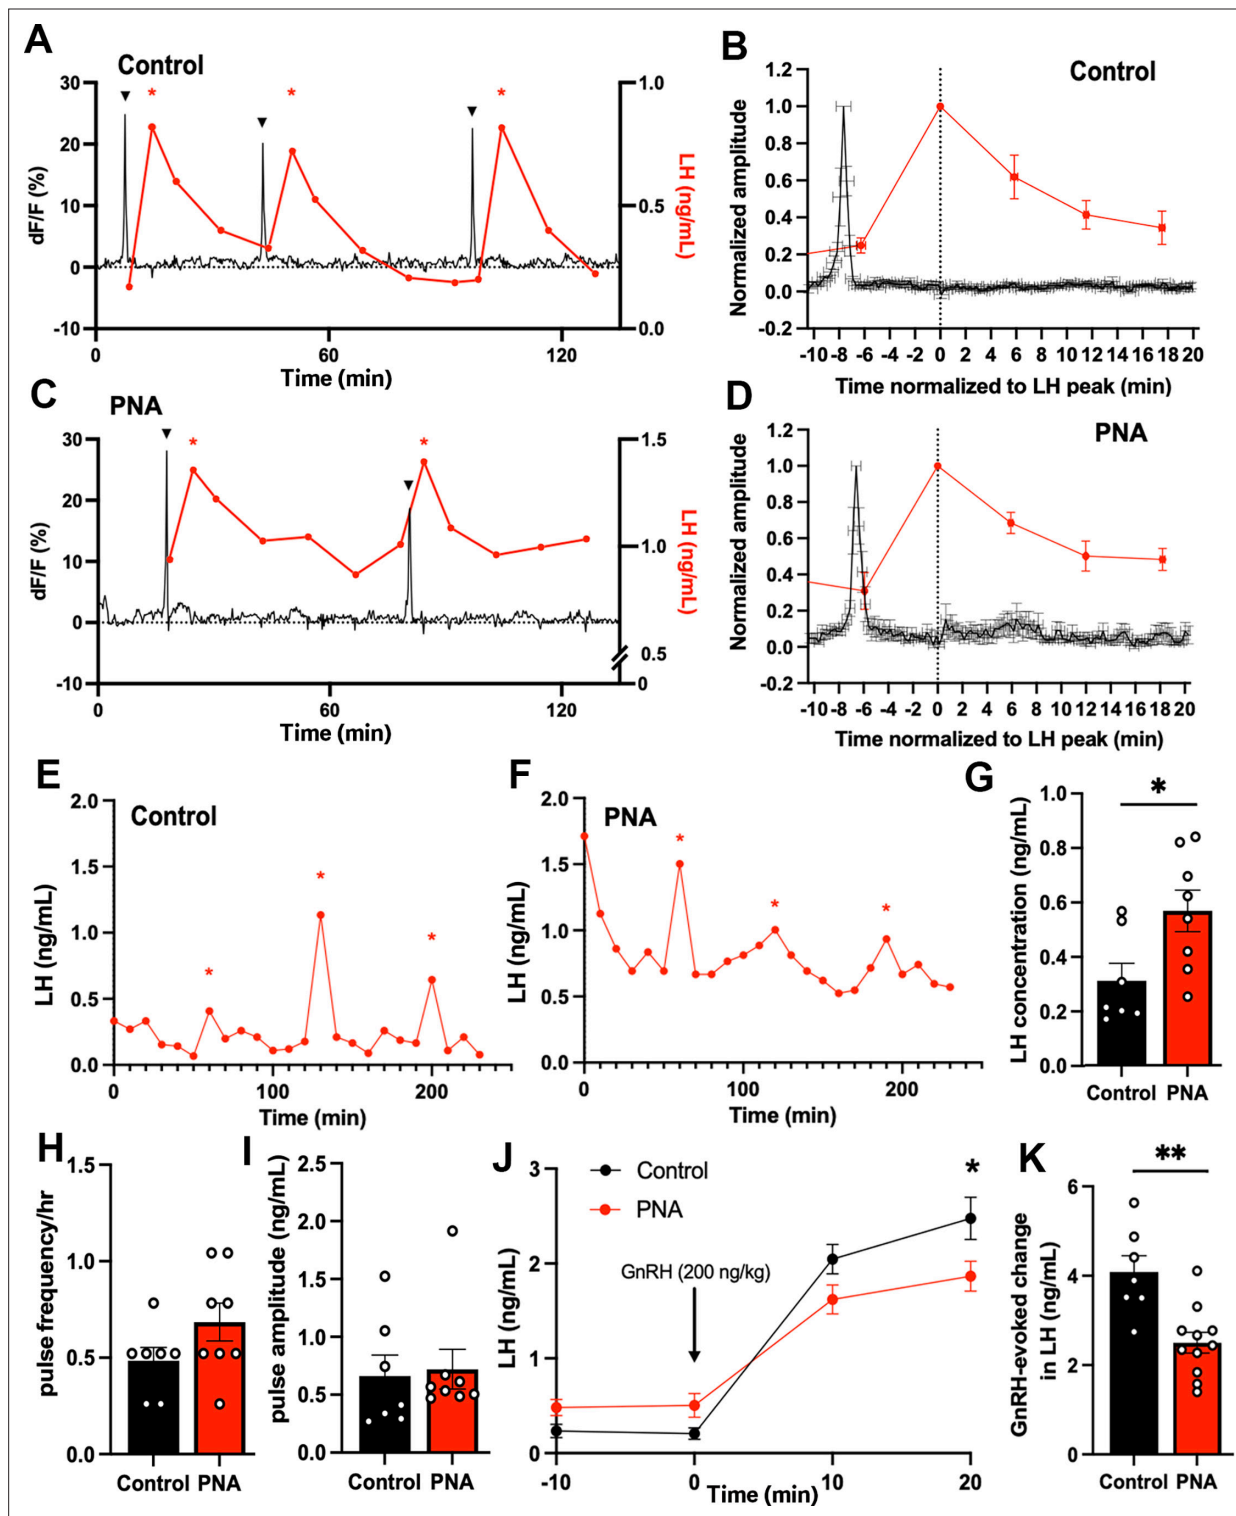 A
Control
30
20
10
0
-10
dF/F (%)
* * *
1.0
0.5
0.0
LH (ng/mL)
0 60 120
Time (min)
B
Control
1.2
1.0
0.8
0.6
0.4
0.2
0.0
-0.2
Normalized amplitude
-10 -8 -6 -4 -2 0 2 4 6 8 10 12 14 16 18 20
Time normalized to LH peak (min)
C
PNA
30
20
10
0
-10
dF/F (%)
* *
1.5
1.0
0.5
0
LH (ng/mL)
0 60 120
Time (min)
D
PNA
1.2
1.0
0.8
0.6
0.4
0.2
0.0
-0.2
Normalized amplitude
-10 -8 -6 -4 -2 0 2 4 6 8 10 12 14 16 18 20
Time normalized to LH peak (min)
E
Control
2.0
1.5
1.0
0.5
0.0
LH (ng/mL)
* * *
0 100 200
Time (min)
F
PNA
2.0
1.5
1.0
0.5
0.0
LH (ng/mL)
* * *
0 100 200
Time (min)
G
*
1.0
0.8
0.6
0.4
0.2
0.0
LH concentration (ng/mL)
Control PNA
H
1.5
1.0
0.5
0.0
pulse frequency/hr
Control PNA
I
2.5
2.0
1.5
1.0
0.5
0.0
pulse amplitude (ng/mL)
Control PNA
J
3
2
1
0
LH (ng/mL)
Control
PNA
GnRH (200 ng/kg)
*
-10 0 10 20
Time (min)
K
**
6
4
2
0
GnRH-evoked change
in LH (ng/mL)
Control PNA